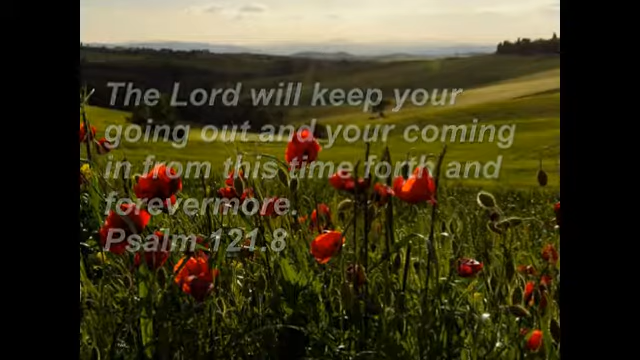 The Lord will keep your
going out and your coming
in from this time forth and
forevermore.
Psalm 121.8